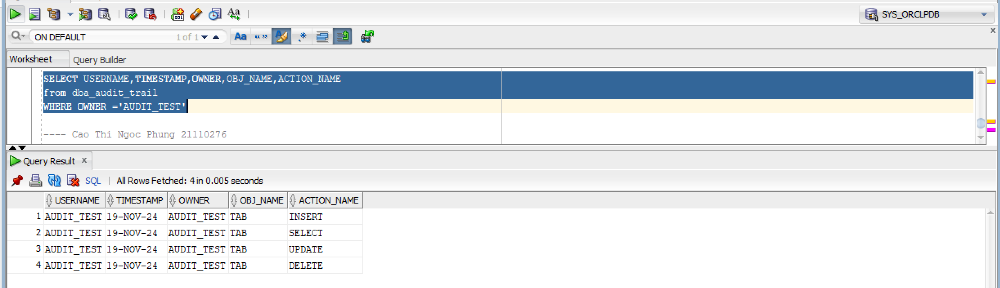 SYS_ORCLPDB
ON DEFAULT 1 of 1 Aa “ ” .*
Worksheet Query Builder
SELECT USERNAME,TIMESTAMP,OWNER,OBJ_NAME,ACTION_NAME
from dba_audit_trail
WHERE OWNER ='AUDIT_TEST'
---- Cao Thi Ngoc Phung 21110276
Query Result x
SQL | All Rows Fetched: 4 in 0.005 seconds
USERNAME TIMESTAMP OWNER OBJ_NAME ACTION_NAME
1 AUDIT_TEST 19-NOV-24 AUDIT_TEST TAB INSERT
2 AUDIT_TEST 19-NOV-24 AUDIT_TEST TAB SELECT
3 AUDIT_TEST 19-NOV-24 AUDIT_TEST TAB UPDATE
4 AUDIT_TEST 19-NOV-24 AUDIT_TEST TAB DELETE